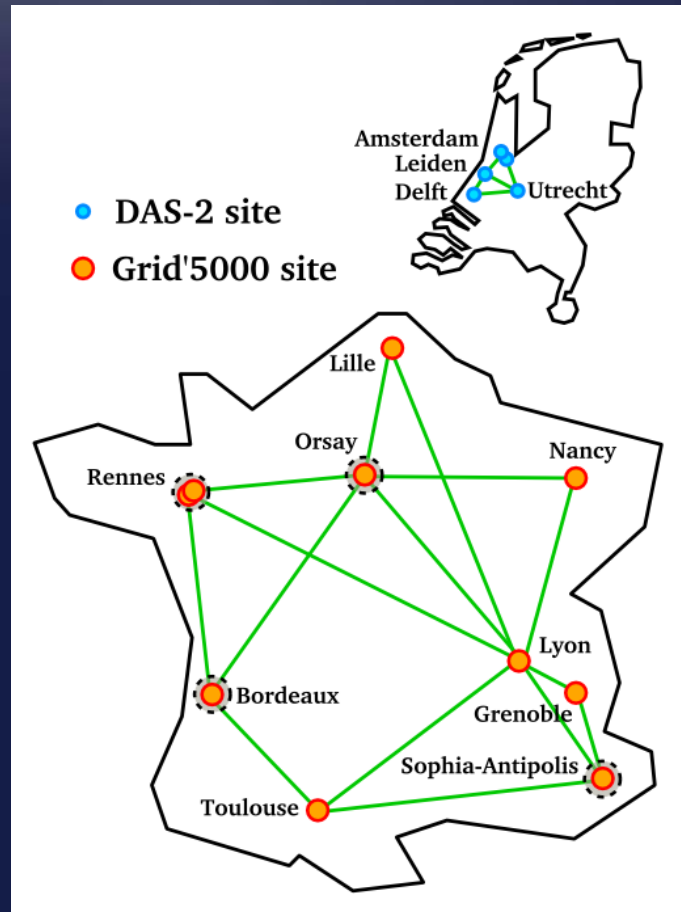 Amsterdam
Leiden
Delft
Utrecht
DAS-2 site
Grid'5000 site
Lille
Orsay
Nancy
Rennes
Lyon
Bordeaux
Grenoble
Sophia-Antipolis
Toulouse